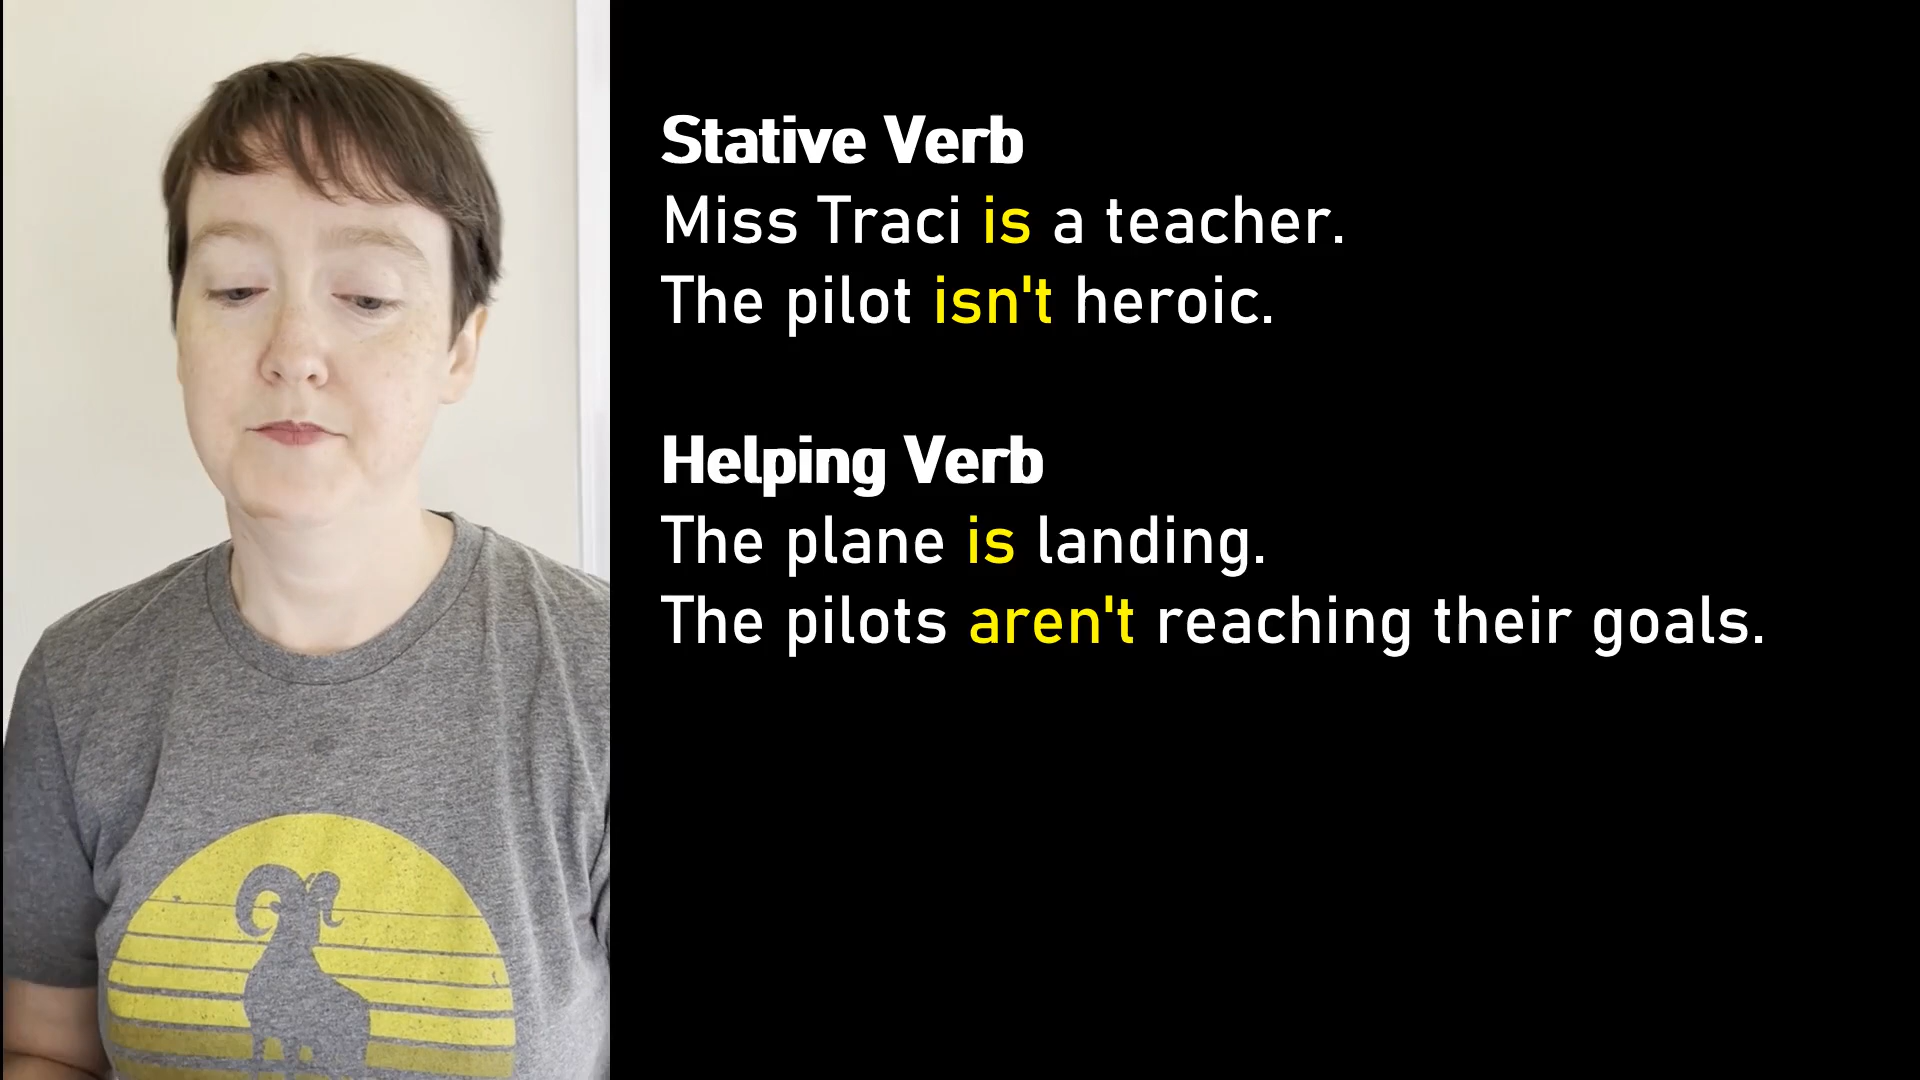 Stative Verb
Miss Traci is a teacher.
The pilot isn't heroic.
Helping Verb
The plane is landing.
The pilots aren't reaching their goals.